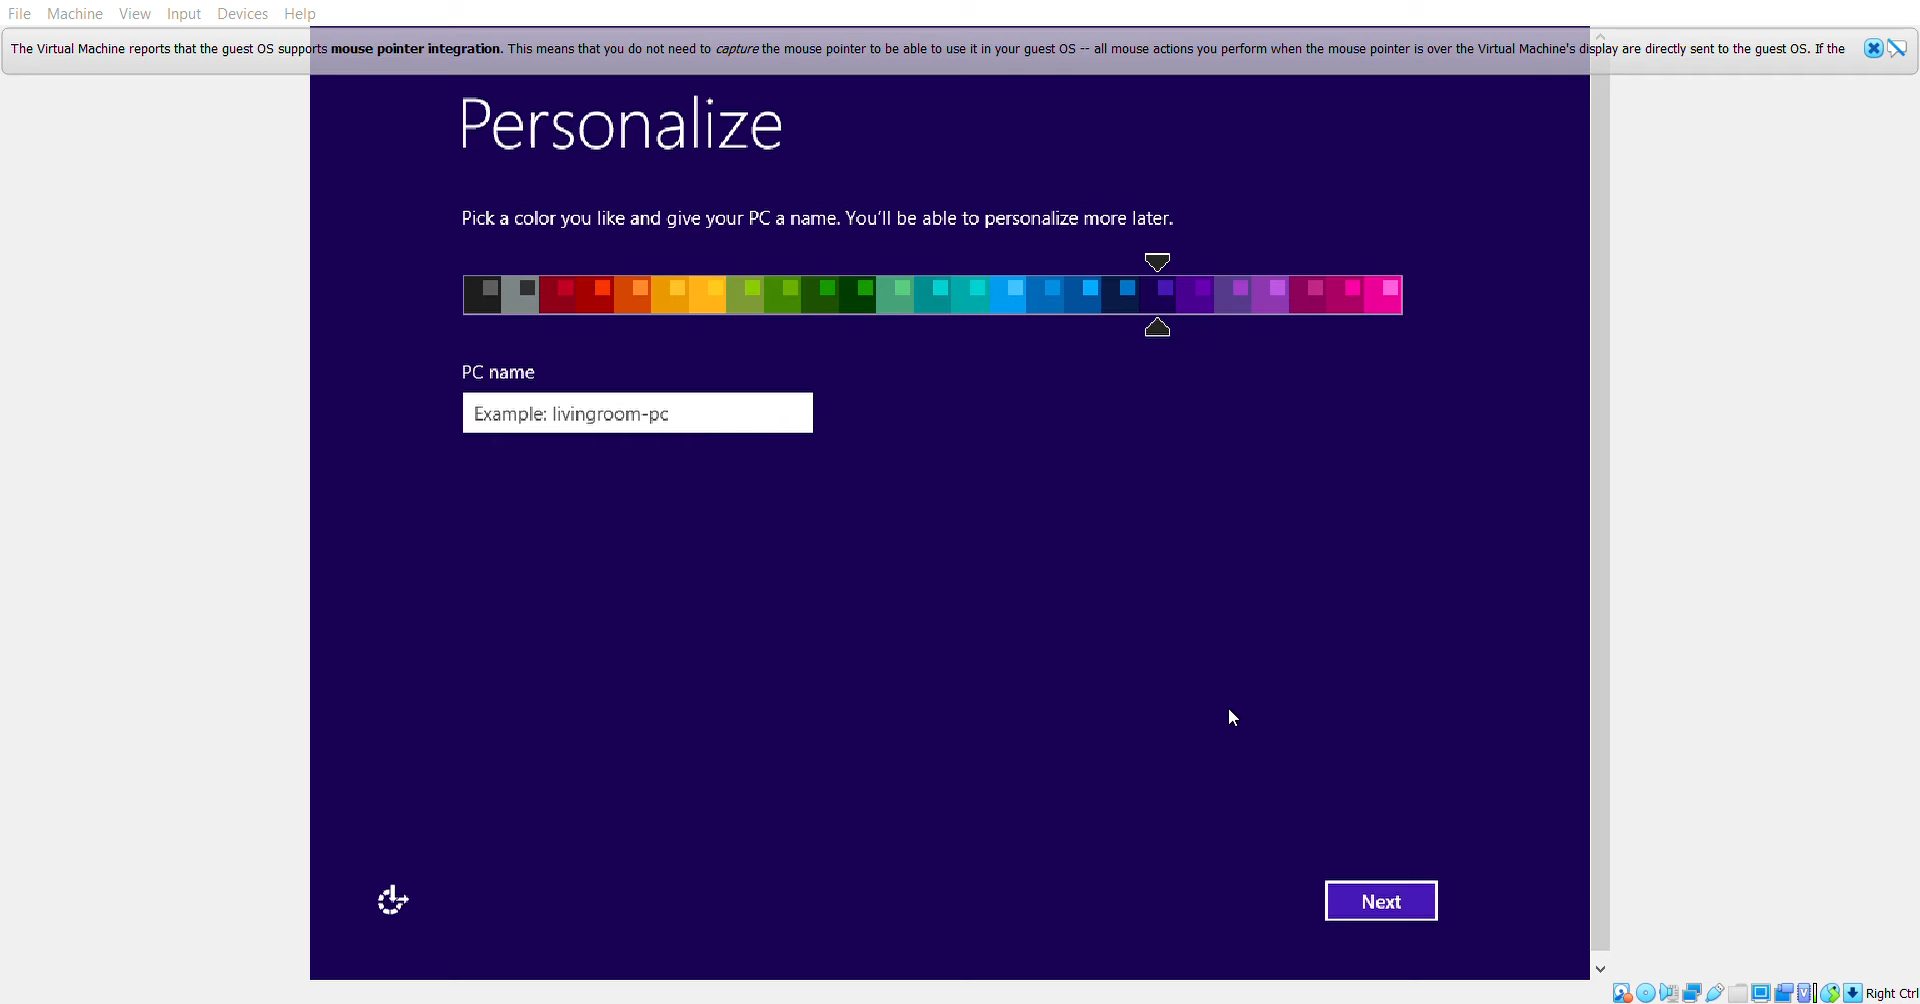 File Machine View Input Devices Help
The Virtual Machine reports that the guest OS supports mouse pointer integration. This means that you do not need to capture the mouse pointer to be able to use it in your guest OS -- all mouse actions you perform when the mouse pointer is over the Virtual Machine's display are directly sent to the guest OS. If the
Personalize
Pick a color you like and give your PC a name. You'll be able to personalize more later.
PC name
Example: livingroom-pc
Next
Right Ctrl